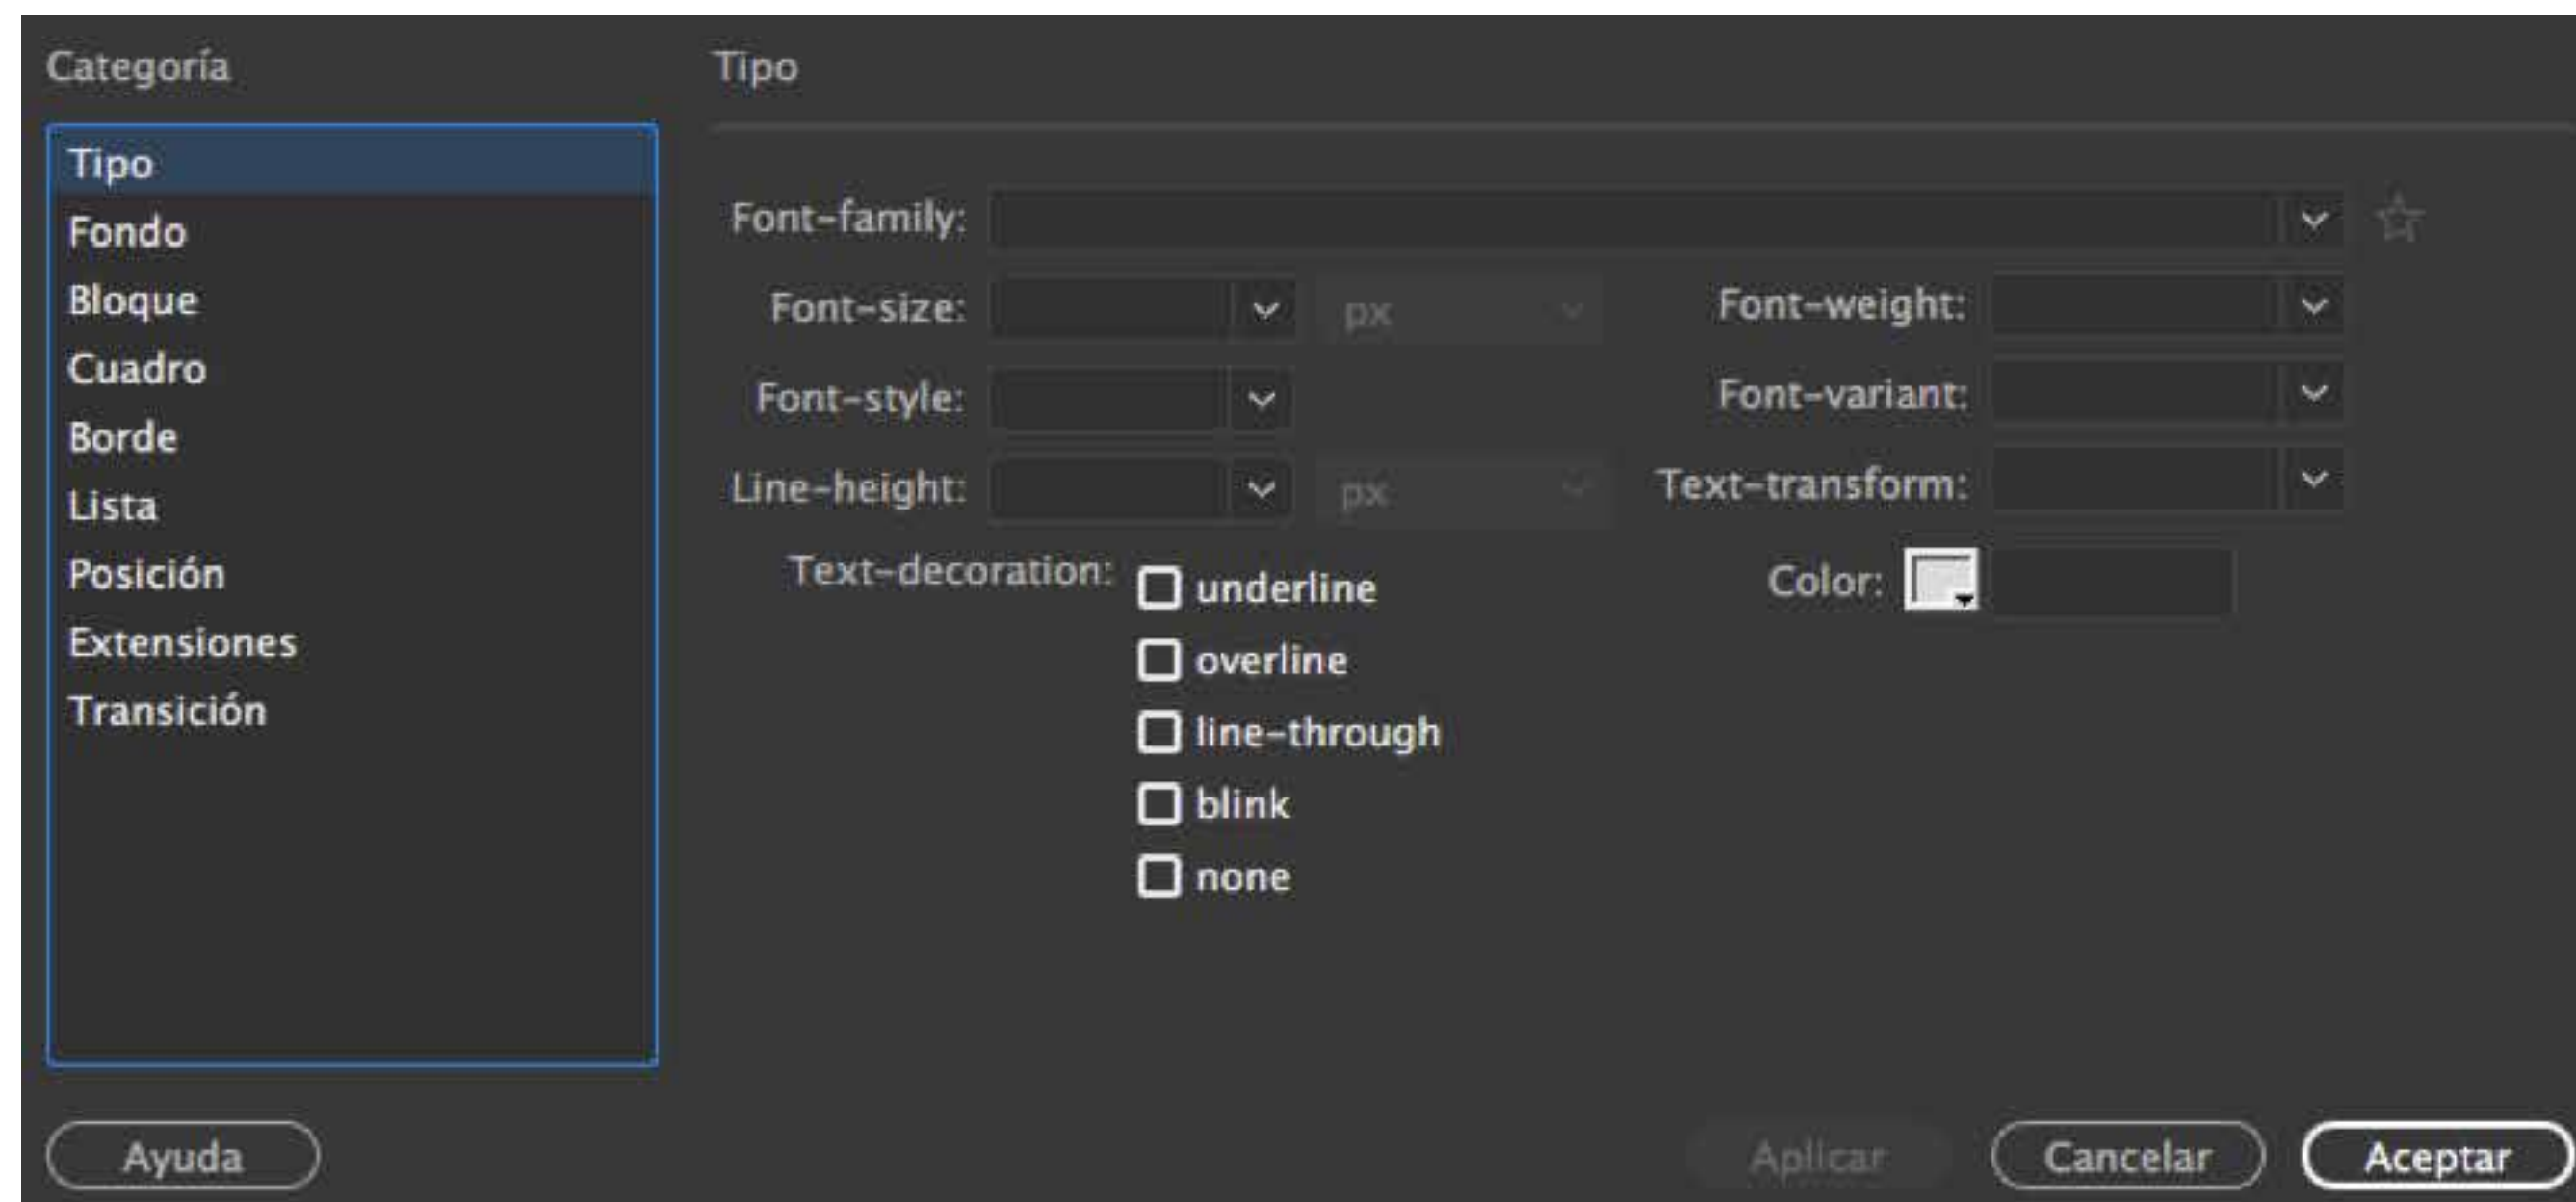 Categoría
Tipo
Fondo
Bloque
Cuadro
Borde
Lista
Posición
Extensiones
Transición
Tipo
Font-family:
Font-size: px Font-weight:
Font-style: Font-variant:
Line-height: px Text-transform:
Text-decoration: Color:
underline
overline
line-through
blink
none
Ayuda Aplicar Cancelar Aceptar